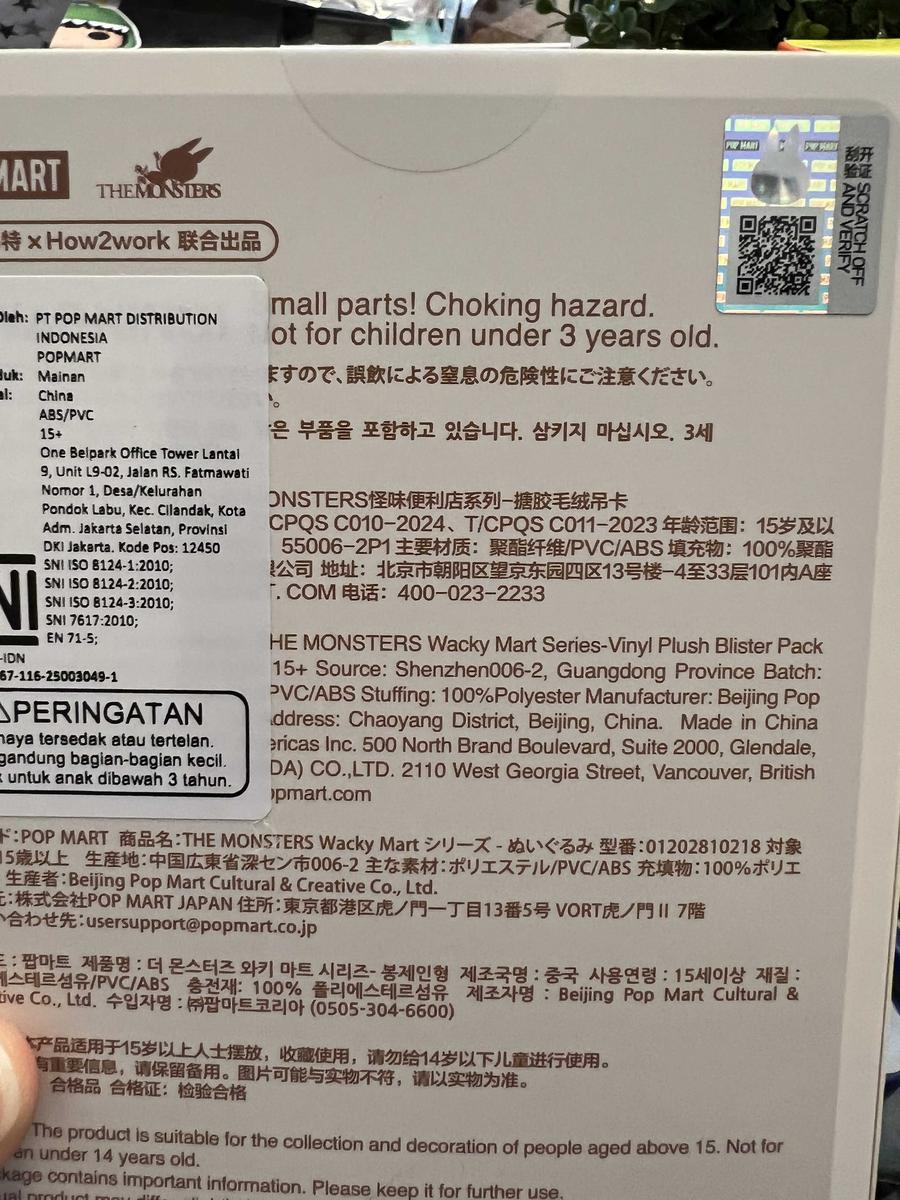 MART
THE MONSTERS
特 × How2work 联合出品
POP MART
POP MART
刮开
验证
SCRATCH OFF
AND VERIFY
mall parts! Choking hazard.
ot for children under 3 years old.
ますので、誤飲による窒息の危険性にご注意ください。
い。
은 부품을 포함하고 있습니다. 삼키지 마십시오. 3세
oleh: PT POP MART DISTRIBUTION
INDONESIA
POPMART
duk: Mainan
al: China
ABS/PVC
15+
One Belpark Office Tower Lantai
9, Unit L9-02, Jalan RS. Fatmawati
Nomor 1, Desa/Kelurahan
Pondok Labu, Kec. Cilandak, Kota
Adm. Jakarta Selatan, Provinsi
DKI Jakarta. Kode Pos: 12450
NI
SNI ISO 8124-1:2010;
SNI ISO 8124-2:2010;
SNI ISO 8124-3:2010;
SNI 7617:2010;
EN 71-5;
-IDN
67-116-25003049-1
⚠PERINGATAN
haya tersedak atau tertelan.
gandung bagian-bagian kecil.
k untuk anak dibawah 3 tahun.
ONSTERS怪味便利店系列-搪胶毛绒吊卡
CPQS C010-2024、T/CPQS C011-2023 年龄范围：15岁及以
55006-2P1 主要材质：聚酯纤维/PVC/ABS 填充物：100%聚酯
限公司 地址：北京市朝阳区望京东园四区13号楼-4至33层101内A座
T. COM 电话：400-023-2233
HE MONSTERS Wacky Mart Series-Vinyl Plush Blister Pack
15+ Source: Shenzhen006-2, Guangdong Province Batch:
PVC/ABS Stuffing: 100%Polyester Manufacturer: Beijing Pop
ddress: Chaoyang District, Beijing, China. Made in China
ericas Inc. 500 North Brand Boulevard, Suite 2000, Glendale,
DA) CO.,LTD. 2110 West Georgia Street, Vancouver, British
opmart.com
ド：POP MART 商品名：THE MONSTERS Wacky Mart シリーズ - ぬいぐるみ 型番：01202810218 対象
15歳以上 生産地：中国広東省深セン市006-2 主な素材：ポリエステル/PVC/ABS 充填物：100%ポリエ
生産者：Beijing Pop Mart Cultural & Creative Co., Ltd.
元：株式会社POP MART JAPAN 住所：東京都港区虎ノ門一丁目13番5号 VORT虎ノ門 II 7階
い合わせ先：usersupport@popmart.co.jp
드 : 팝마트 제품명 : 더 몬스터즈 와키 마트 시리즈- 봉제인형 제조국명 : 중국 사용연령 : 15세이상 재질 :
에스테르섬유/PVC/ABS 충전재: 100% 폴리에스테르섬유 제조자명 : Beijing Pop Mart Cultural &
tive Co., Ltd. 수입자명 : ㈜팝마트코리아 (0505-304-6600)
本产品适用于15岁以上人士摆放，收藏使用，请勿给14岁以下儿童进行使用。
有重要信息，请保留备用。图片可能与实物不符，请以实物为准。
合格品 合格证：检验合格
The product is suitable for the collection and decoration of people aged above 15. Not for
en under 14 years old.
kage contains important information. Please keep it for further use.